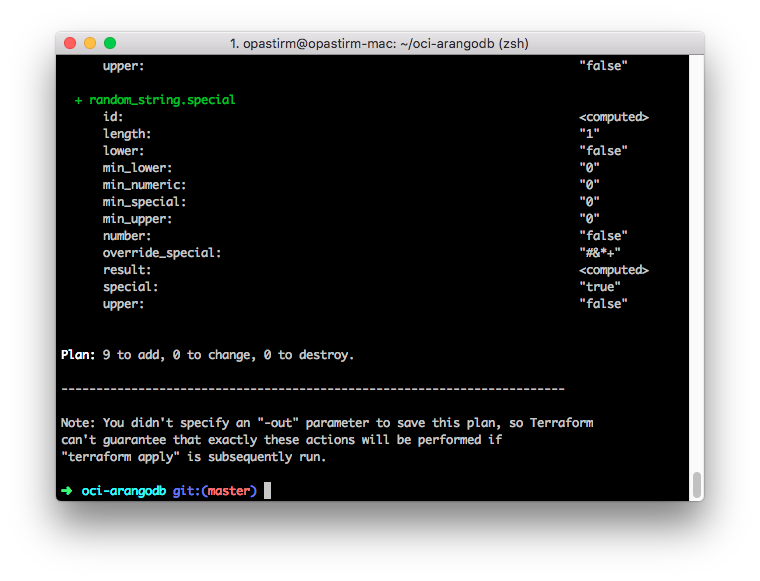 1. opastirm@opastirm-mac: ~/oci-arangodb (zsh)
upper: "false"
+ random_string.special
id: <computed>
length: "1"
lower: "false"
min_lower: "0"
min_numeric: "0"
min_special: "0"
min_upper: "0"
number: "false"
override_special: "#&*+"
result: <computed>
special: "true"
upper: "false"
Plan: 9 to add, 0 to change, 0 to destroy.
------------------------------------------------------------------------
Note: You didn't specify an "-out" parameter to save this plan, so Terraform
can't guarantee that exactly these actions will be performed if
"terraform apply" is subsequently run.
➜ oci-arangodb git:(master)